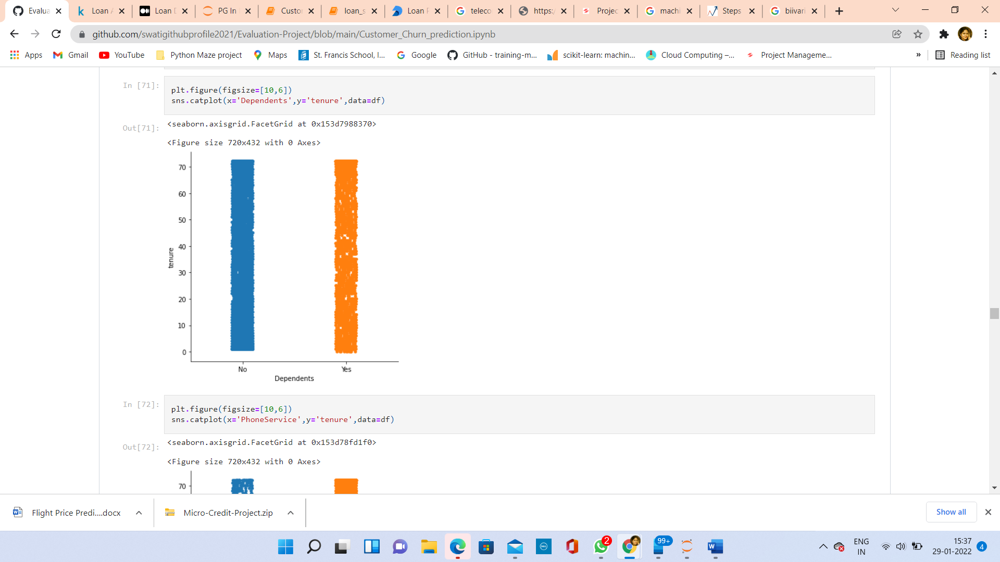 Evalua
Loan A
Loan D
PG In
Custo
loan_s
Loan P
teleco
https:/
Projec
machi
Steps
biivari
github.com/swatigithubprofile2021/Evaluation-Project/blob/main/Customer_Churn_prediction.ipynb
Apps
Gmail
YouTube
Python Maze project
Maps
St. Francis School, I...
Google
GitHub - training-m...
scikit-learn: machin...
Cloud Computing –...
Project Manageme...
»
Reading list
In [71]:
plt.figure(figsize=[10,6])
sns.catplot(x='Dependents',y='tenure',data=df)
Out[71]:
<seaborn.axisgrid.FacetGrid at 0x153d7988370>
<Figure size 720x432 with 0 Axes>
70
60
50
40
30
20
10
0
tenure
No
Yes
Dependents
In [72]:
plt.figure(figsize=[10,6])
sns.catplot(x='PhoneService',y='tenure',data=df)
Out[72]:
<seaborn.axisgrid.FacetGrid at 0x153d78fd1f0>
<Figure size 720x432 with 0 Axes>
70
Flight Price Predi....docx
Micro-Credit-Project.zip
Show all
2
99+
ENG
IN
15:37
29-01-2022
4